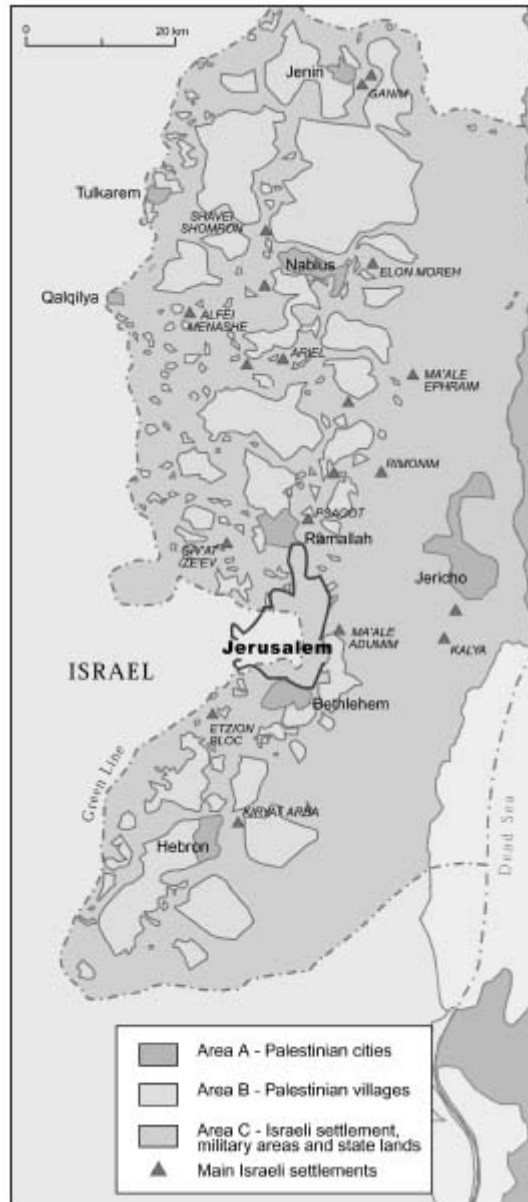 20 km
Jenin
GANIM
Tulkarem
SHAVEI
SHOMRON
Nablus
ELON MOREH
Qalqilya
ALFEI
MENASHE
ARIEL
MA'ALE
EPHRAIM
RIMONIM
PSAGOT
Ramallah
GIV'AT
ZE'EV
Jericho
Jerusalem
MA'ALE
ADUMIM
KALYA
ISRAEL
Bethlehem
ETZION
BLOC
Green Line
Dead Sea
KIRYAT ARBA
Hebron
Area A - Palestinian cities
Area B - Palestinian villages
Area C - Israeli settlement,
military areas and state lands
Main Israeli settlements